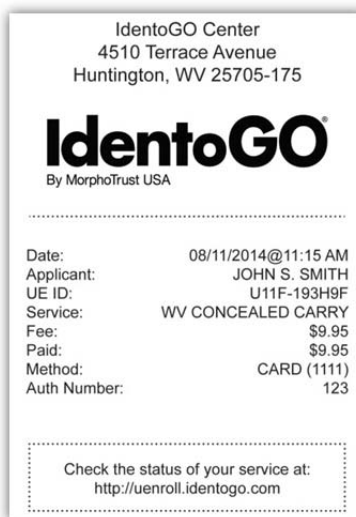 IdentoGO Center
4510 Terrace Avenue
Huntington, WV 25705-175
IdentoGO®
By MorphoTrust USA
Date: 08/11/2014@11:15 AM
Applicant: JOHN S. SMITH
UE ID: U11F-193H9F
Service: WV CONCEALED CARRY
Fee: $9.95
Paid: $9.95
Method: CARD (1111)
Auth Number: 123
Check the status of your service at:
http://uenroll.identogo.com